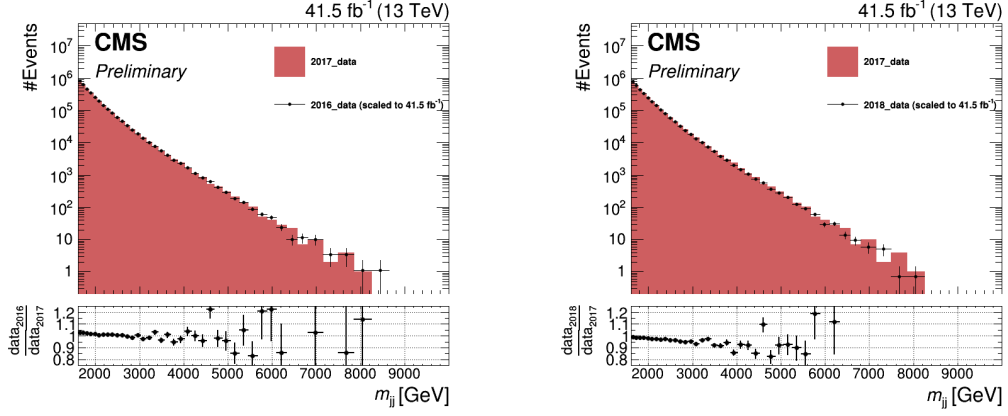 41.5 fb⁻¹ (13 TeV)
#Events
CMS
Preliminary
2017_data
2016_data (scaled to 41.5 fb⁻¹)
10⁷
10⁶
10⁵
10⁴
10³
10²
10
1
data₂₀₁₆
data₂₀₁₇
1.2
1.1
1
0.9
0.8
2000 3000 4000 5000 6000 7000 8000 9000
m_jj [GeV]
41.5 fb⁻¹ (13 TeV)
#Events
CMS
Preliminary
2017_data
2018_data (scaled to 41.5 fb⁻¹)
10⁷
10⁶
10⁵
10⁴
10³
10²
10
1
data₂₀₁₈
data₂₀₁₇
1.2
1.1
1
0.9
0.8
2000 3000 4000 5000 6000 7000 8000 9000
m_jj [GeV]